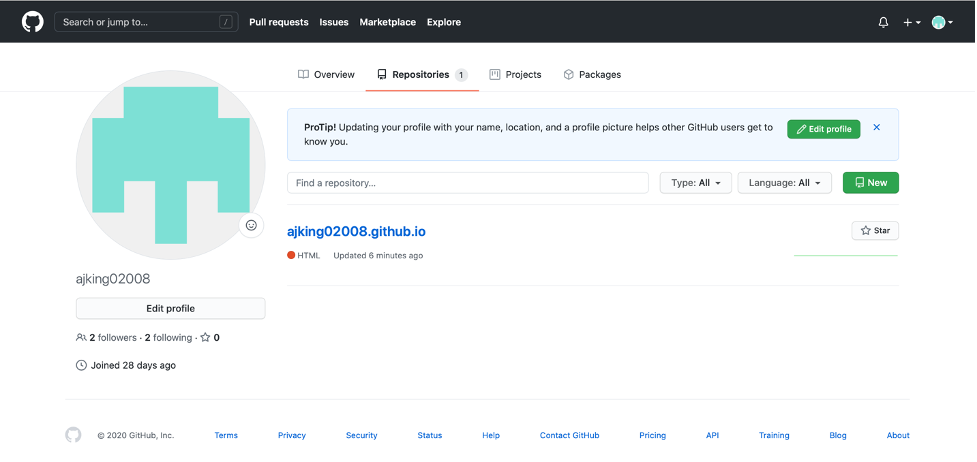 Search or jump to... /
Pull requests Issues Marketplace Explore
Overview Repositories 1 Projects Packages
ProTip! Updating your profile with your name, location, and a profile picture helps other GitHub users get to
know you.
Edit profile
Find a repository...
Type: All
Language: All
New
ajking02008.github.io
Star
HTML Updated 6 minutes ago
ajking02008
Edit profile
2 followers · 2 following · 0
Joined 28 days ago
© 2020 GitHub, Inc. Terms Privacy Security Status Help Contact GitHub Pricing API Training Blog About